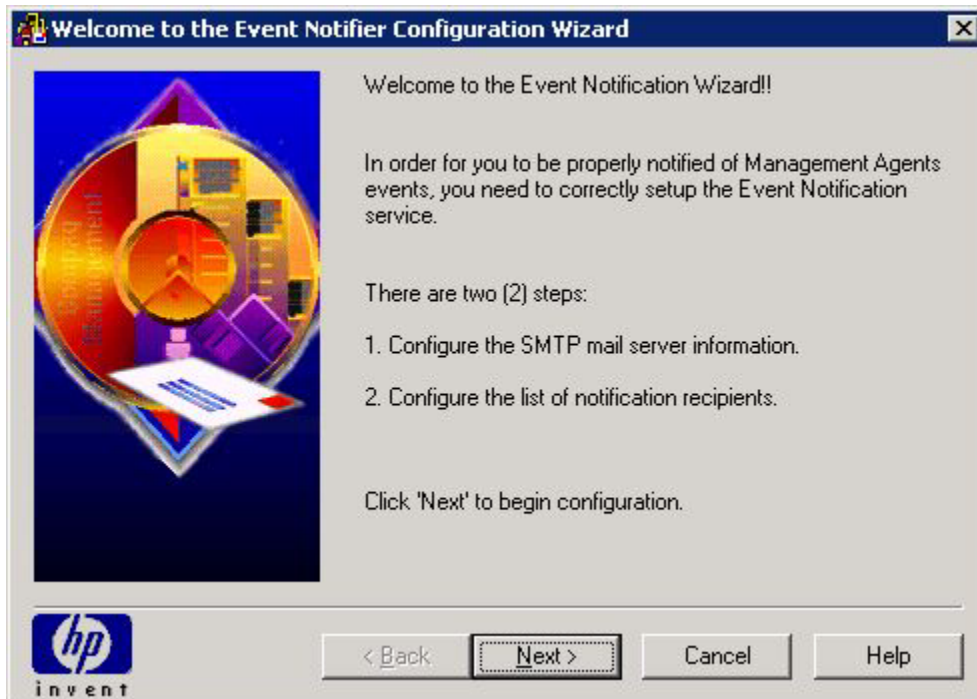 Welcome to the Event Notifier Configuration Wizard
Welcome to the Event Notification Wizard!!
In order for you to be properly notified of Management Agents
events, you need to correctly setup the Event Notification
service.
There are two (2) steps:
1. Configure the SMTP mail server information.
2. Configure the list of notification recipients.
Click 'Next' to begin configuration.
Compaq
Management
hp
invent
< Back
Next >
Cancel
Help